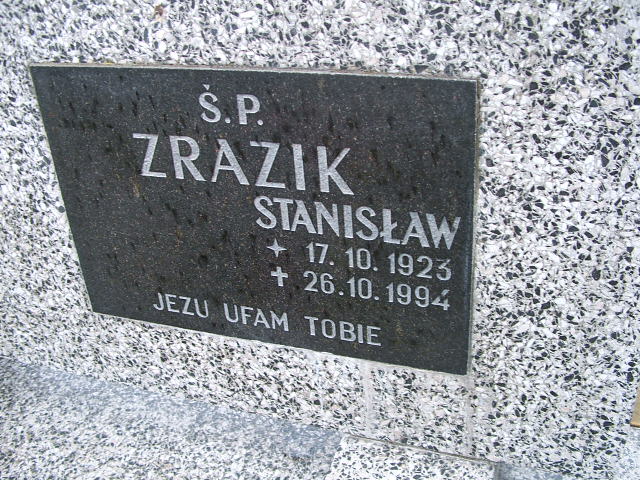 Ś.P.
ZRAZIK
STANISŁAW
✦ 17.10.1923
✝ 26.10.1994
JEZU UFAM TOBIE